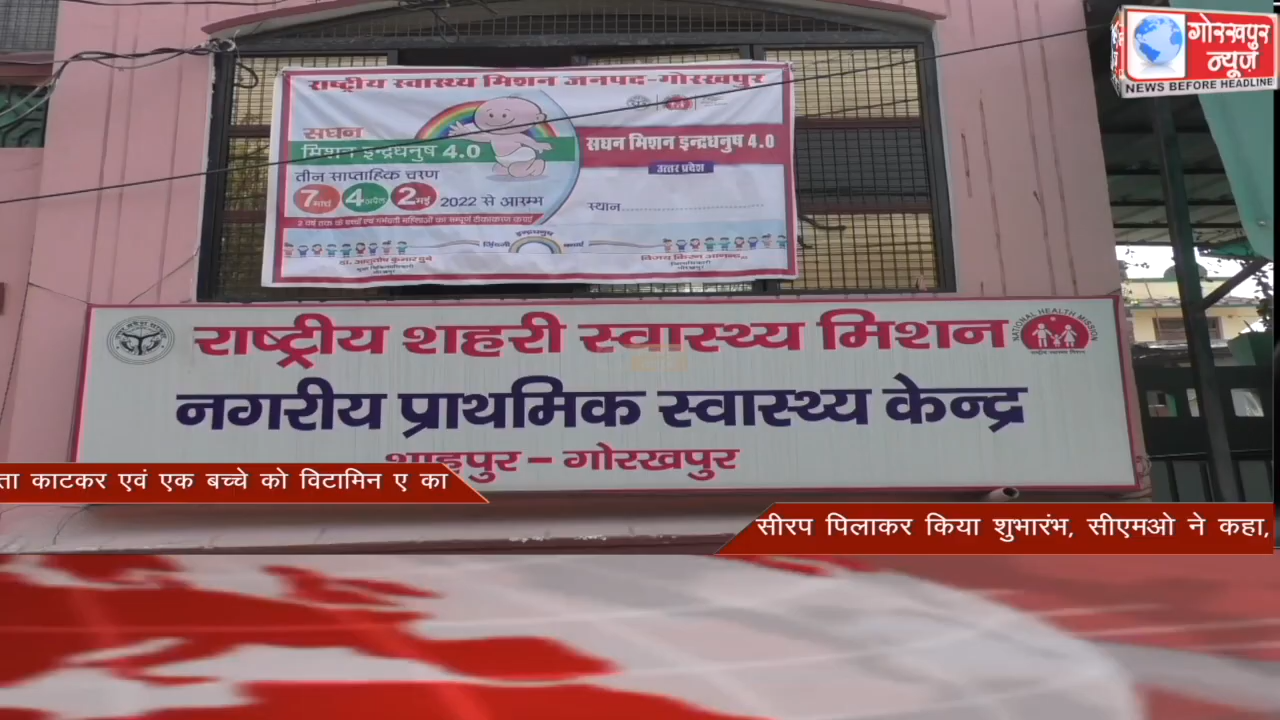 गोरखपुर
न्यूज
NEWS BEFORE HEADLINE
राष्ट्रीय स्वास्थ्य मिशन जनपद-गोरखपुर
सघन
मिशन इन्द्रधनुष 4.0
तीन साप्ताहिक चरण
7 मार्च 4 अप्रैल 2 मई 2022 से आरम्भ
सघन मिशन इन्द्रधनुष 4.0
उत्तर प्रदेश
स्थान
इन्द्रधनुष
राष्ट्रीय शहरी स्वास्थ्य मिशन
NATIONAL HEALTH MISSION
नगरीय प्राथमिक स्वास्थ्य केन्द्र
शाहपुर – गोरखपुर
ता काटकर एवं एक बच्चे को विटामिन ए का
सीरप पिलाकर किया शुभारंभ, सीएमओ ने कहा,